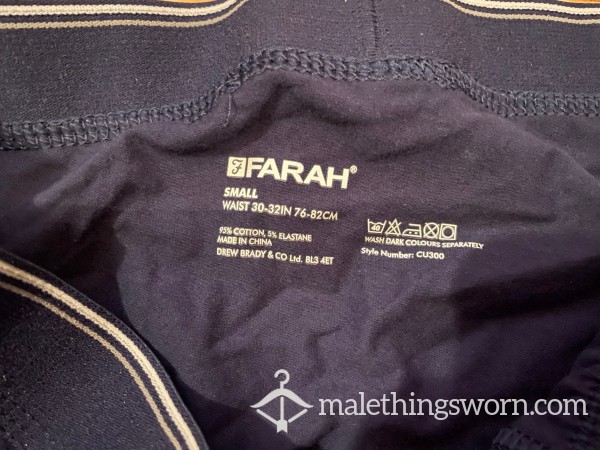 FARAH®
SMALL
WAIST 30-32IN 76-82CM
95% COTTON, 5% ELASTANE
MADE IN CHINA
DREW BRADY & CO Ltd. BL3 4ET
40
WASH DARK COLOURS SEPARATELY
Style Number: CU300
malethingsworn.com